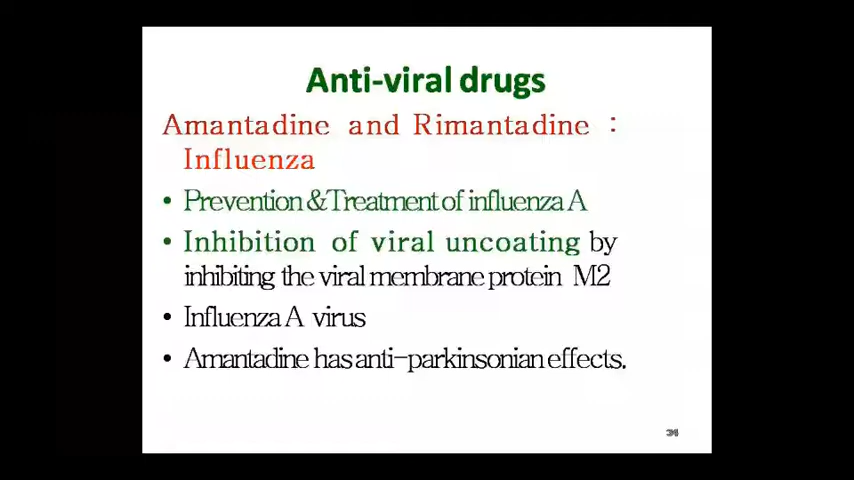 Anti-viral drugs
Amantadine and Rimantadine :
Influenza
• Prevention &Treatment of influenza A
• Inhibition of viral uncoating by
inhibiting the viral membrane protein M2
• Influenza A virus
• Amantadine has anti-parkinsonian effects.
34